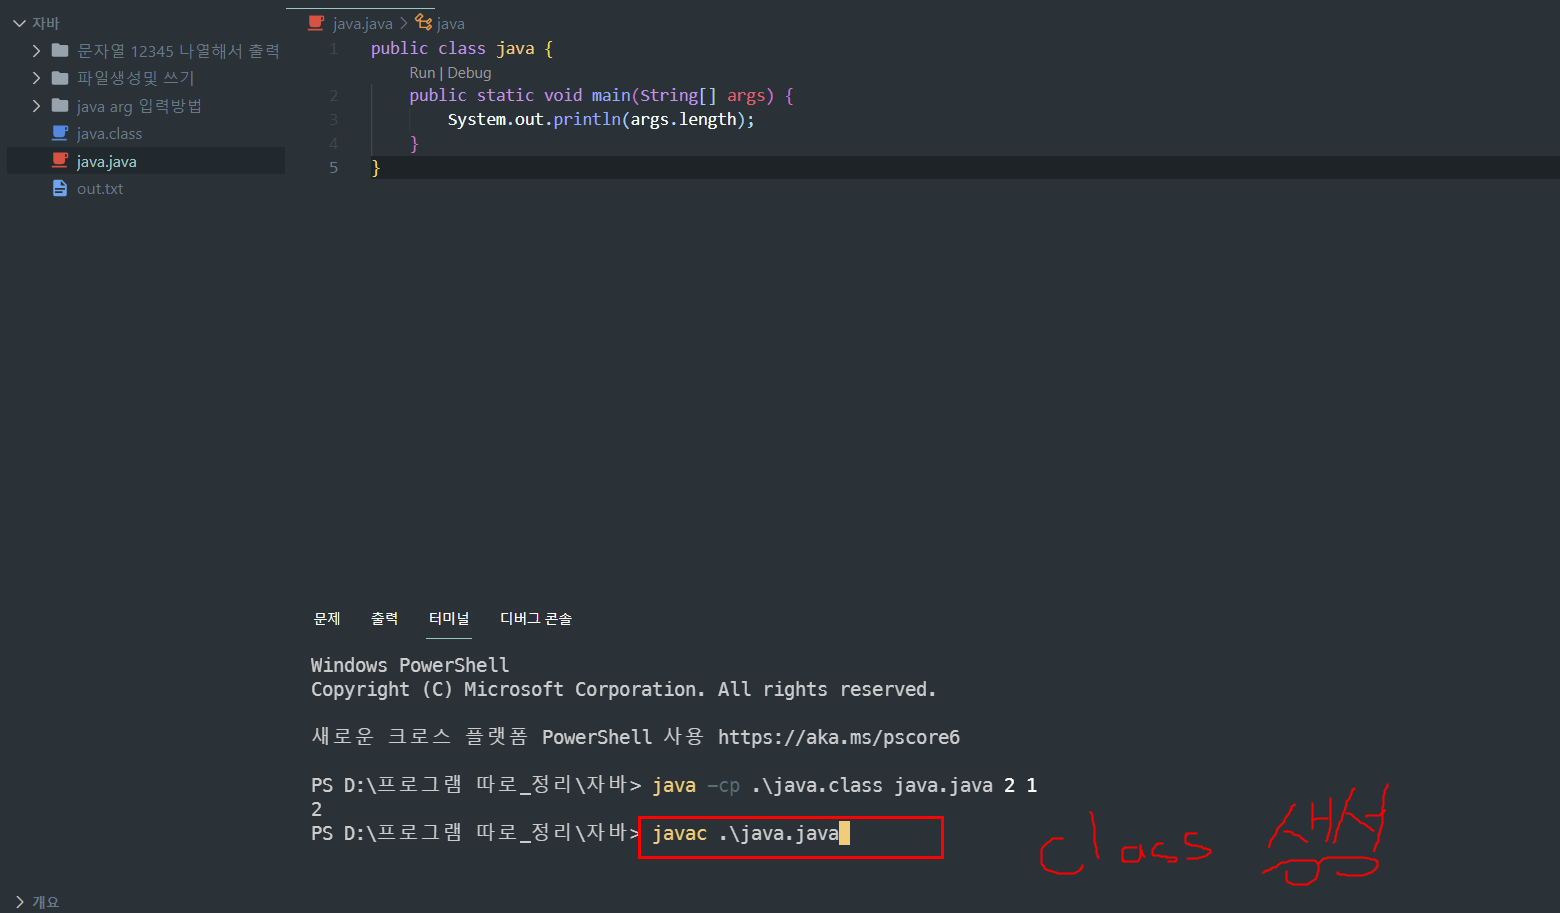 자바
문자열 12345 나열해서 출력
파일생성및 쓰기
java arg 입력방법
java.class
java.java
out.txt
java.java > java
1 public class java {
Run | Debug
2 public static void main(String[] args) {
3 System.out.println(args.length);
4 }
5 }
문제 출력 터미널 디버그 콘솔
Windows PowerShell
Copyright (C) Microsoft Corporation. All rights reserved.
새로운 크로스 플랫폼 PowerShell 사용 https://aka.ms/pscore6
PS D:\프로그램 따로_정리\자바> java -cp .\java.class java.java 2 1
2
PS D:\프로그램 따로_정리\자바> javac .\java.java
class 생성
개요